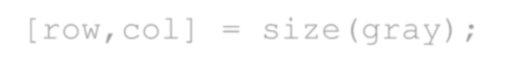 [row,col] = size(gray);